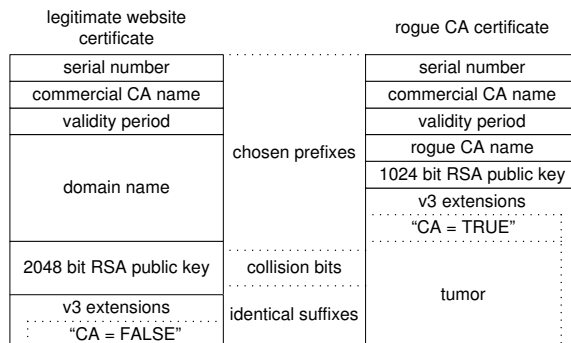 legitimate website
certificate
serial number
commercial CA name
validity period
domain name
2048 bit RSA public key
v3 extensions
“CA = FALSE”
chosen prefixes
collision bits
identical suffixes
rogue CA certificate
serial number
commercial CA name
validity period
rogue CA name
1024 bit RSA public key
v3 extensions
“CA = TRUE”
tumor